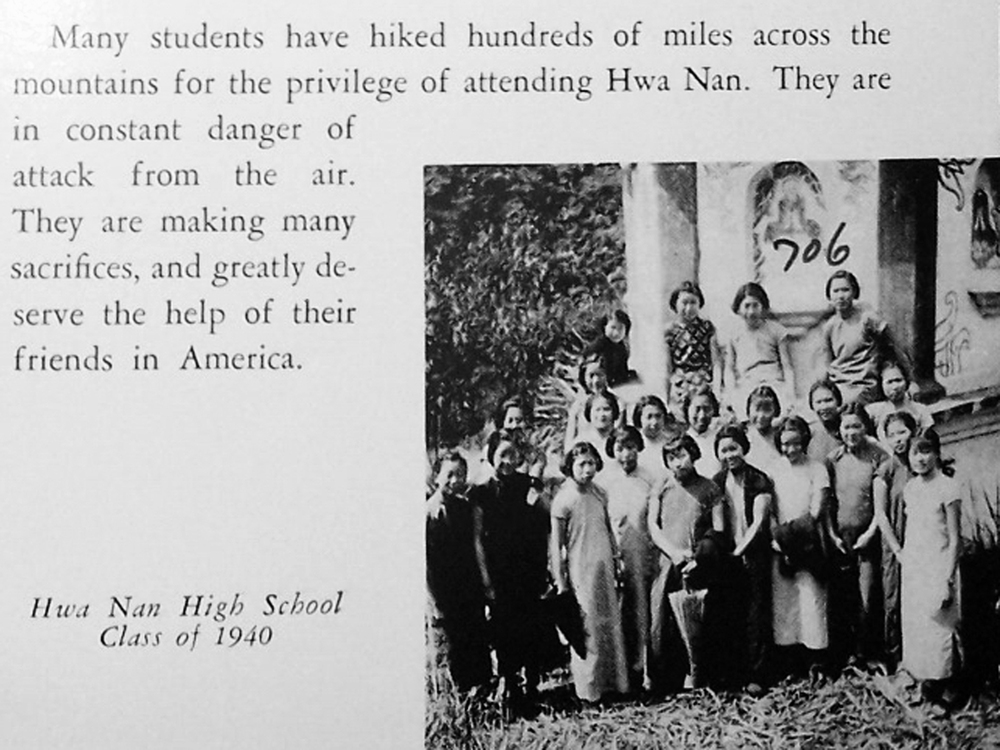 Many students have hiked hundreds of miles across the
mountains for the privilege of attending Hwa Nan. They are
in constant danger of
attack from the air.
They are making many
sacrifices, and greatly de-
serve the help of their
friends in America.
706
Hwa Nan High School
Class of 1940